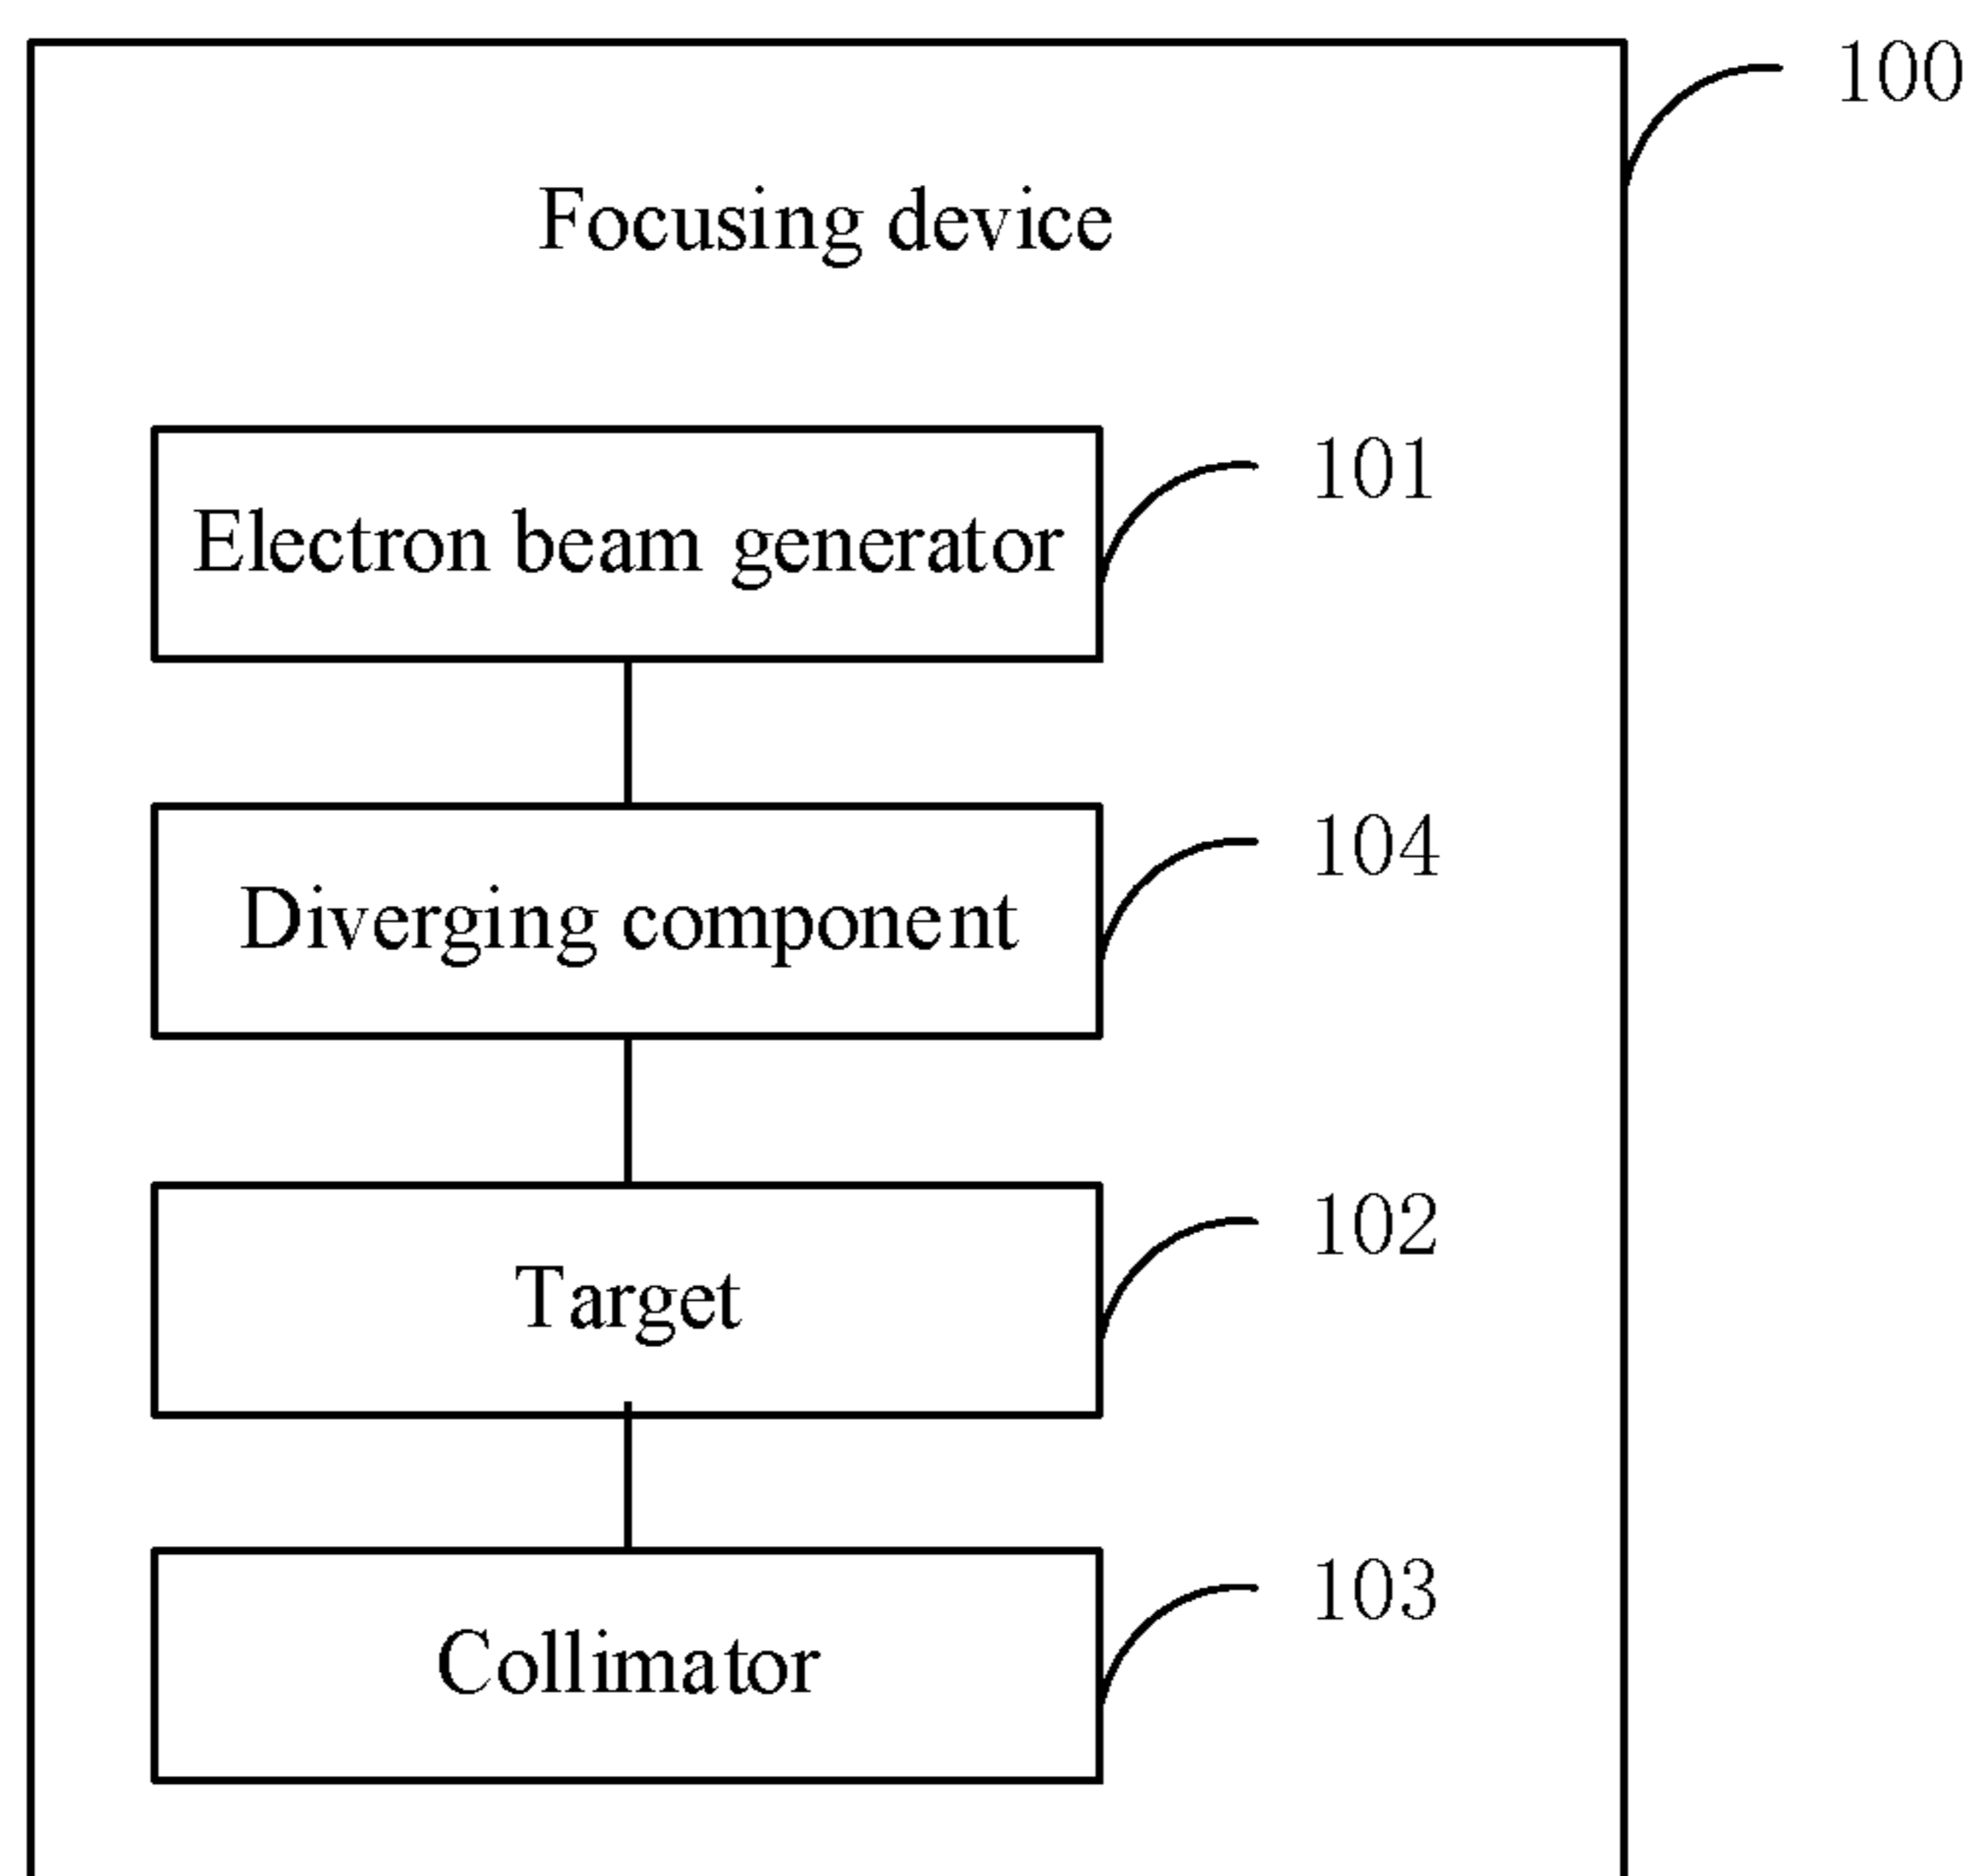 100
Focusing device
Electron beam generator
101
Diverging component
104
Target
102
Collimator
103